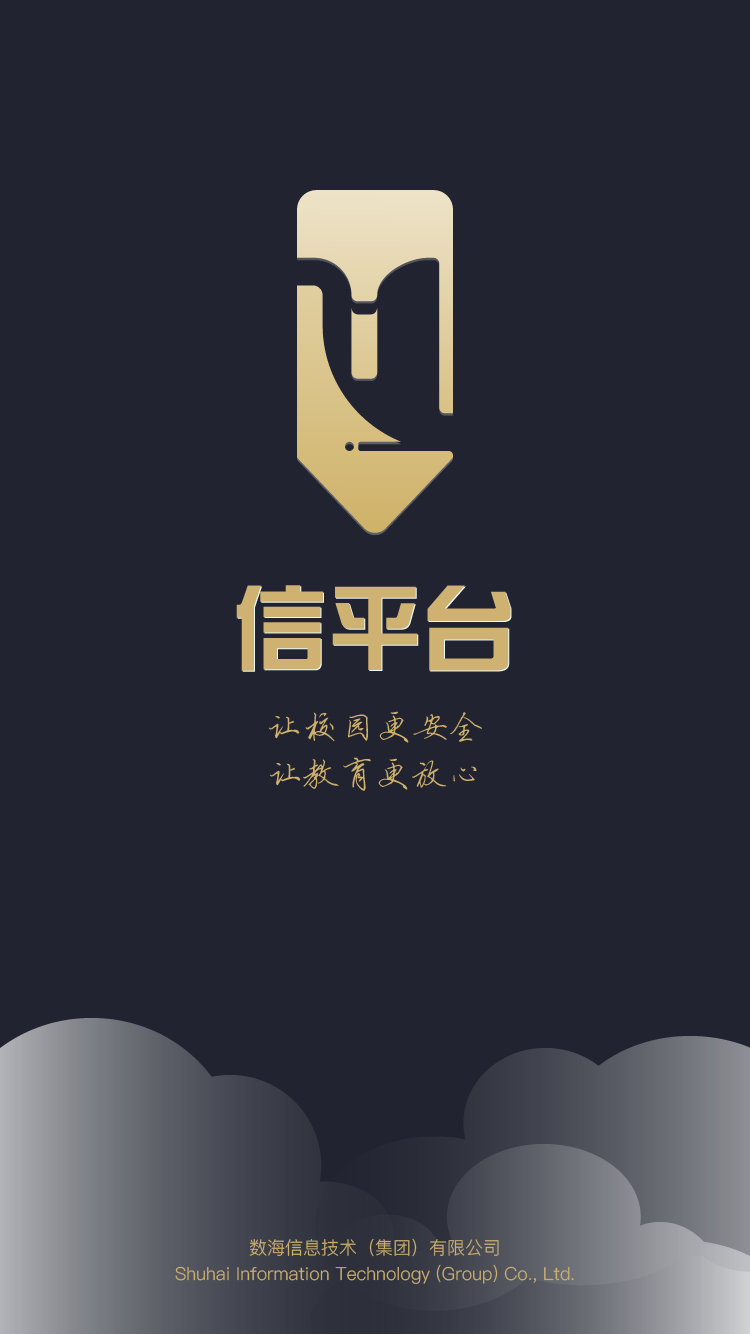 信平台
让校园更安全
让教育更放心
数海信息技术（集团）有限公司
Shuhai Information Technology (Group) Co., Ltd.